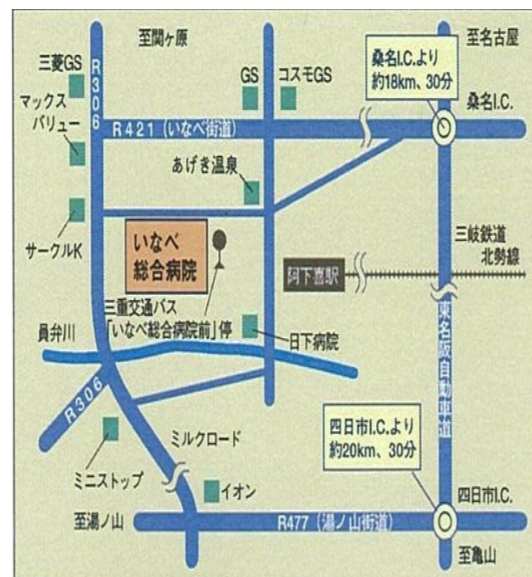 至関ヶ原
至名古屋
三菱GS
R306
GS
コスモGS
桑名I.C.より
約18km、30分
桑名I.C.
マックス
バリュー
R421（いなべ街道）
あげき温泉
サークルK
いなべ
総合病院
三岐鉄道
北勢線
阿下喜駅
三重交通バス
「いなべ総合病院前」停
員弁川
日下病院
東名阪自動車道
R306
ミルクロード
四日市I.C.より
約20km、30分
ミニストップ
イオン
四日市I.C.
至湯ノ山
R477（湯ノ山街道）
至亀山